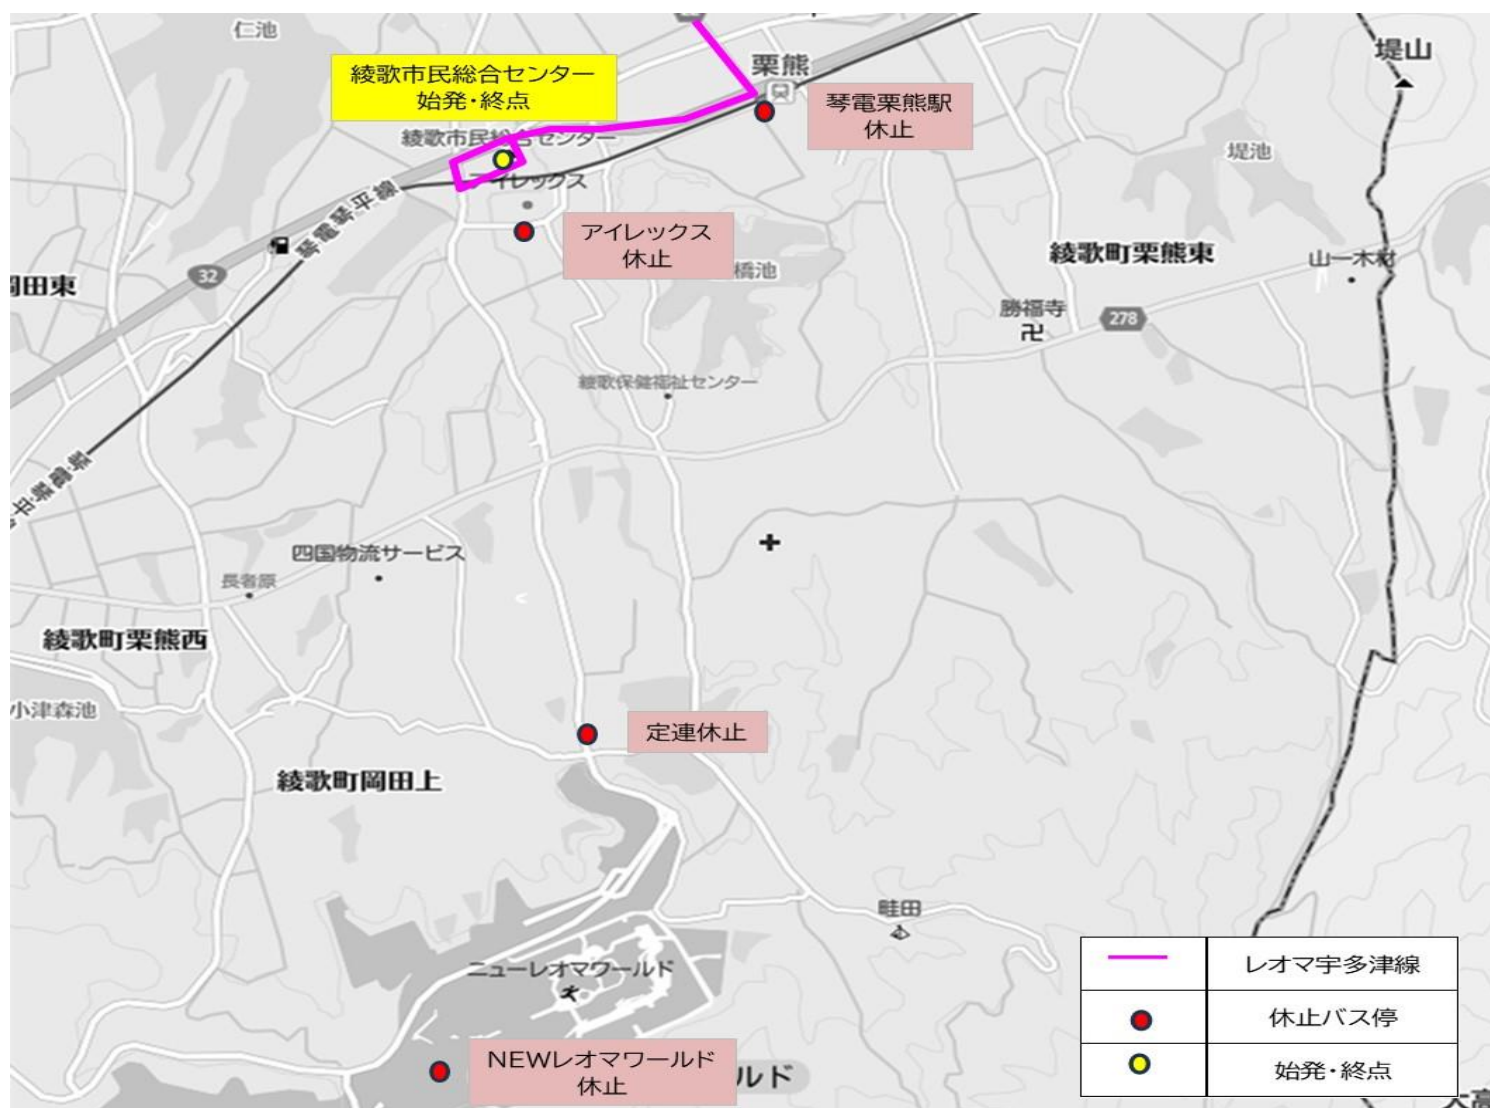 仁池
栗熊
堤山
綾歌市民総合センター
始発・終点
琴電栗熊駅
休止
綾歌市民総合センター
堤池
アイレックス
琴電琴平線
アイレックス
休止
橋池
綾歌町栗熊東
山一木材
32
岡田東
勝福寺
278
綾歌保健福祉センター
琴電琴平
四国物流サービス
長者原
綾歌町栗熊西
小津森池
定連休止
綾歌町岡田上
畦田
ニューレオマワールド
レオマ宇多津線
休止バス停
始発・終点
NEWレオマワールド
休止
ルド
大高